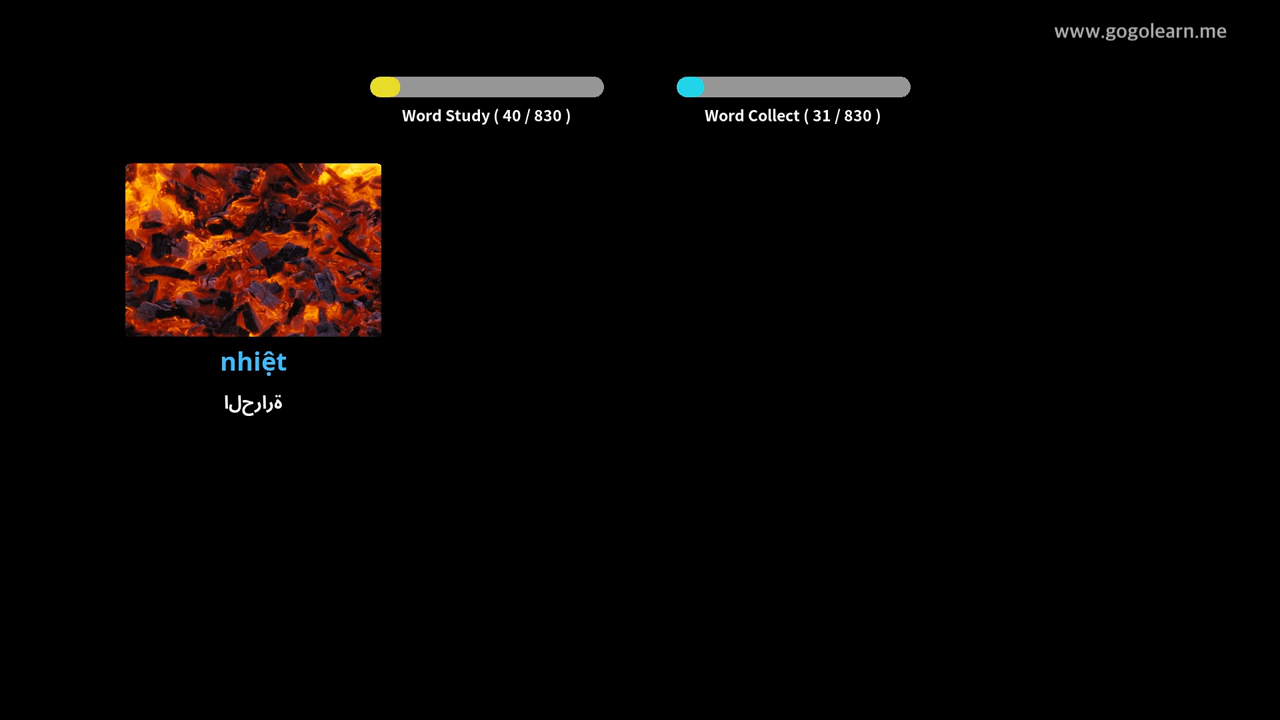 www.gogolearn.me
Word Study ( 40 / 830 )
Word Collect ( 31 / 830 )
nhiệt
الحرارة